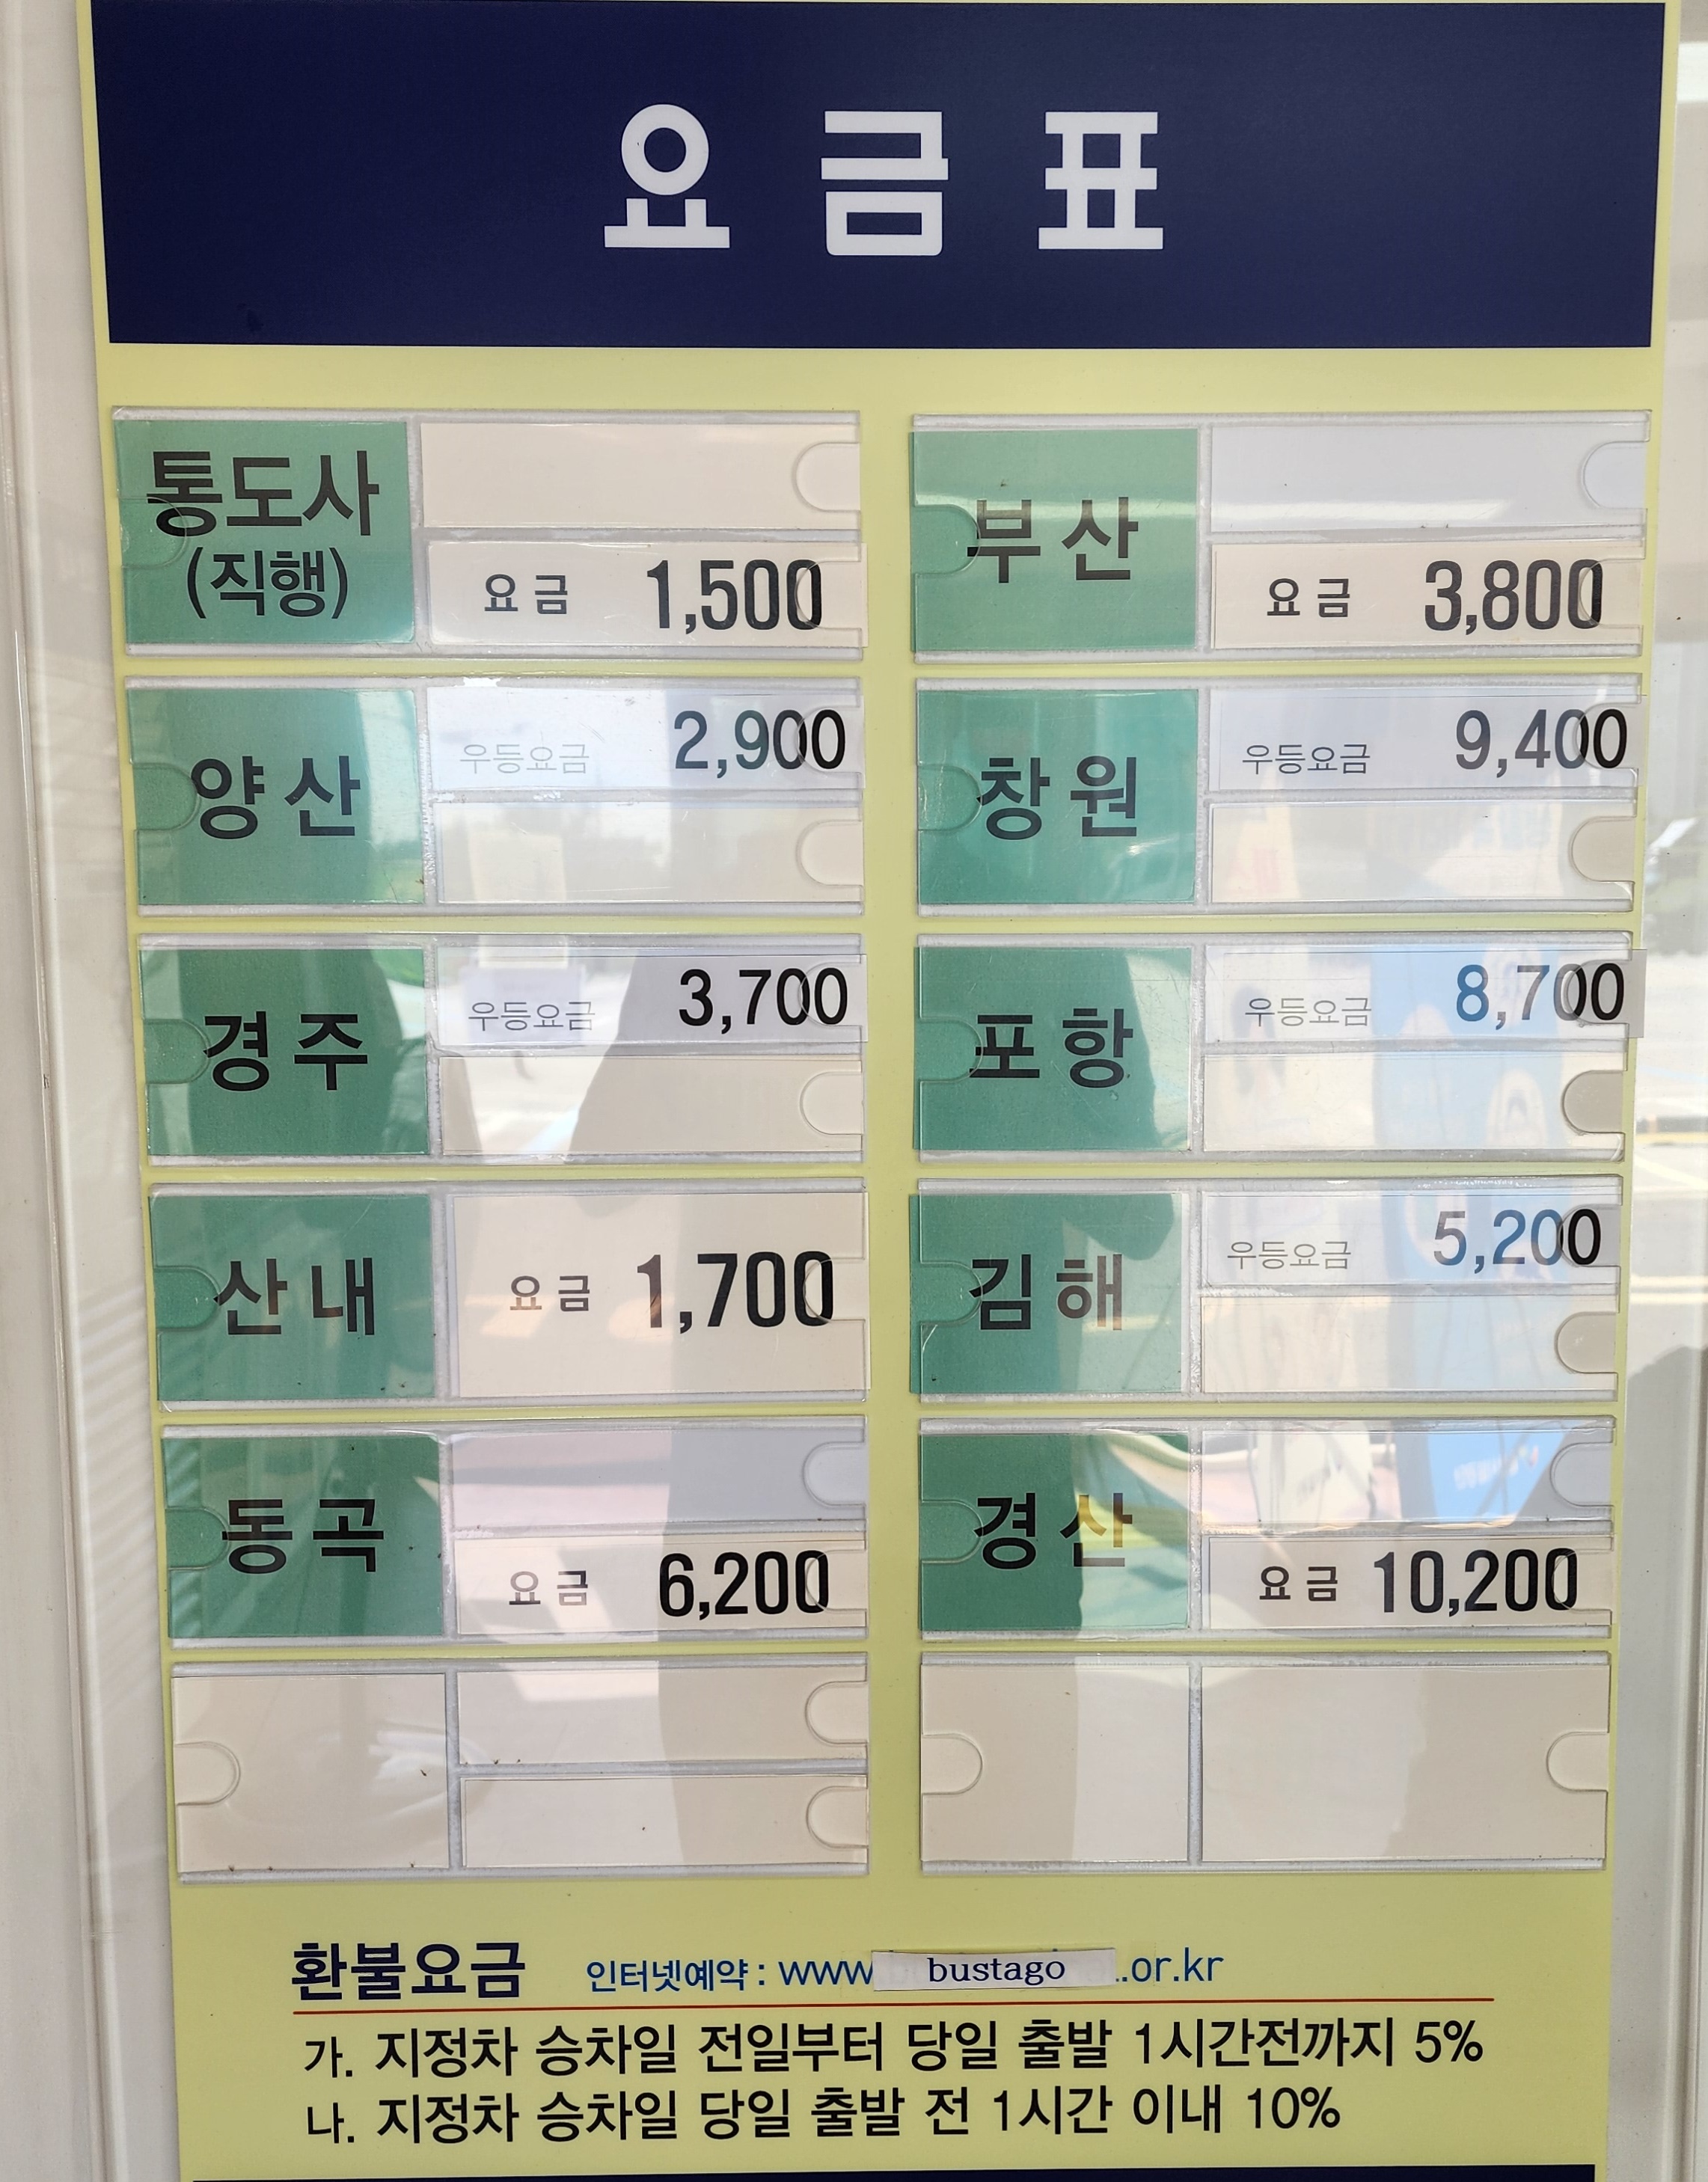 요금표
통도사
(직행)
요금 1,500
부산
요금 3,800
양산
우등요금 2,900
창원
우등요금 9,400
경주
우등요금 3,700
포항
우등요금 8,700
산내
요금 1,700
김해
우등요금 5,200
동곡
요금 6,200
경산
요금 10,200
환불요금 인터넷예약 : www bustago .or.kr
가. 지정차 승차일 전일부터 당일 출발 1시간전까지 5%
나. 지정차 승차일 당일 출발 전 1시간 이내 10%